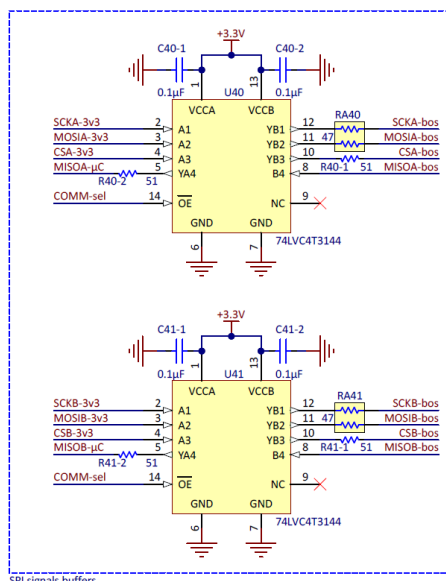 +3.3V
C40-1 C40-2
0.1µF 1 13 U40 0.1µF
VCCA VCCB
RA40
SCKA-3v3 2 A1 YB1 12 SCKA-bos
MOSIA-3v3 3 A2 YB2 11 47 MOSIA-bos
CSA-3v3 4 A3 YB3 10 CSA-bos
MISOA-µC 5 YA4 B4 8 R40-1 51 MISOA-bos
R40-2 51
COMM-sel 14 OE NC 9
GND GND
6 7 74LVC4T3144
+3.3V
C41-1 C41-2
0.1µF 1 13 U41 0.1µF
VCCA VCCB
RA41
SCKB-3v3 2 A1 YB1 12 SCKB-bos
MOSIB-3v3 3 A2 YB2 11 47 MOSIB-bos
CSB-3v3 4 A3 YB3 10 CSB-bos
MISOB-µC 5 YA4 B4 8 R41-1 51 MISOB-bos
R41-2 51
COMM-sel 14 OE NC 9
GND GND
6 7 74LVC4T3144
SPI signals buffers